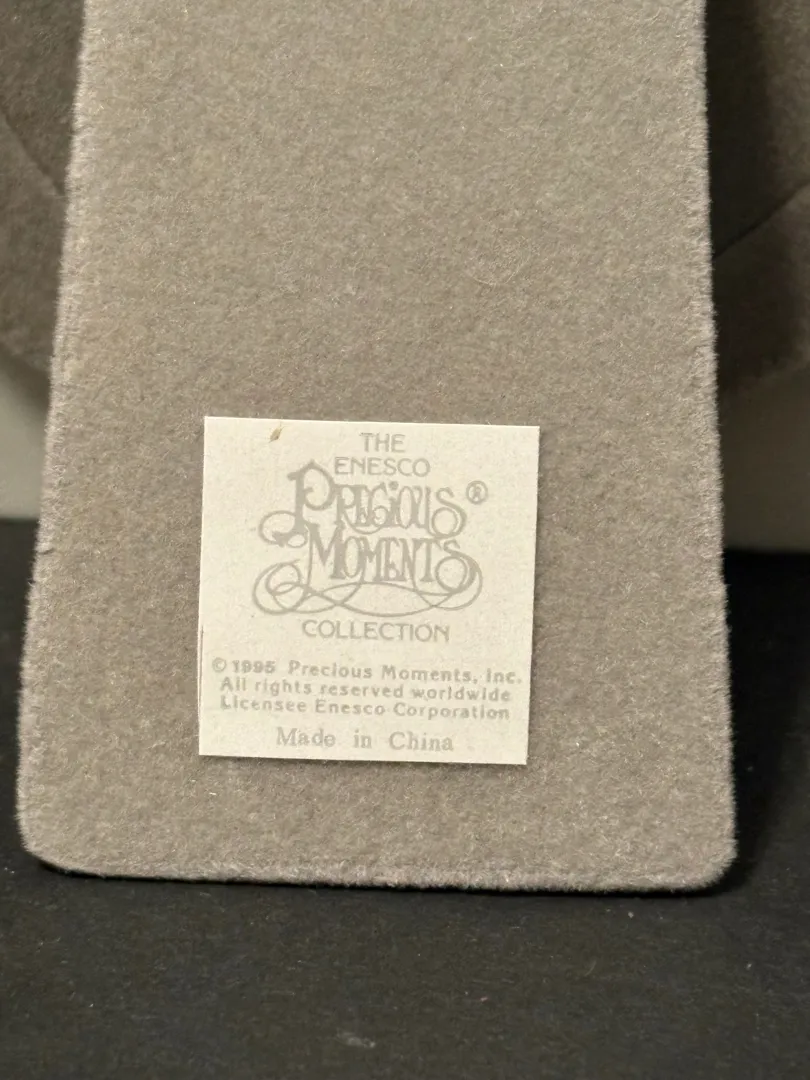 THE
ENESCO
PRECIOUS ®
MOMENTS
COLLECTION
© 1995 Precious Moments, Inc.
All rights reserved worldwide
Licensee Enesco Corporation
Made in China